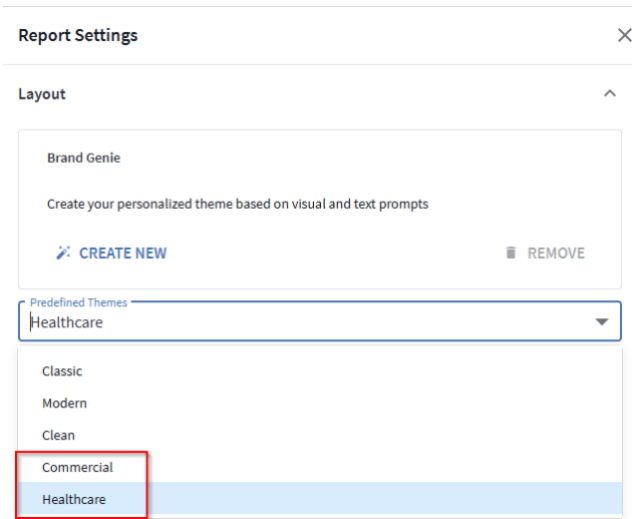 Report Settings
Layout
Brand Genie
Create your personalized theme based on visual and text prompts
CREATE NEW
REMOVE
Predefined Themes
Healthcare
Classic
Modern
Clean
Commercial
Healthcare